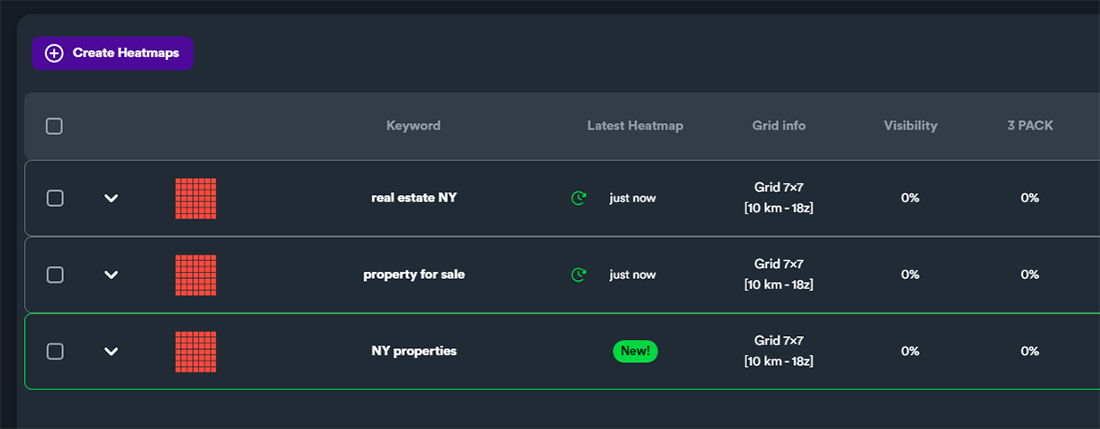 Create Heatmaps
Keyword Latest Heatmap Grid info Visibility 3 PACK
real estate NY just now Grid 7×7 0% 0%
[10 km - 18z]
property for sale just now Grid 7×7 0% 0%
[10 km - 18z]
NY properties New! Grid 7×7 0% 0%
[10 km - 18z]